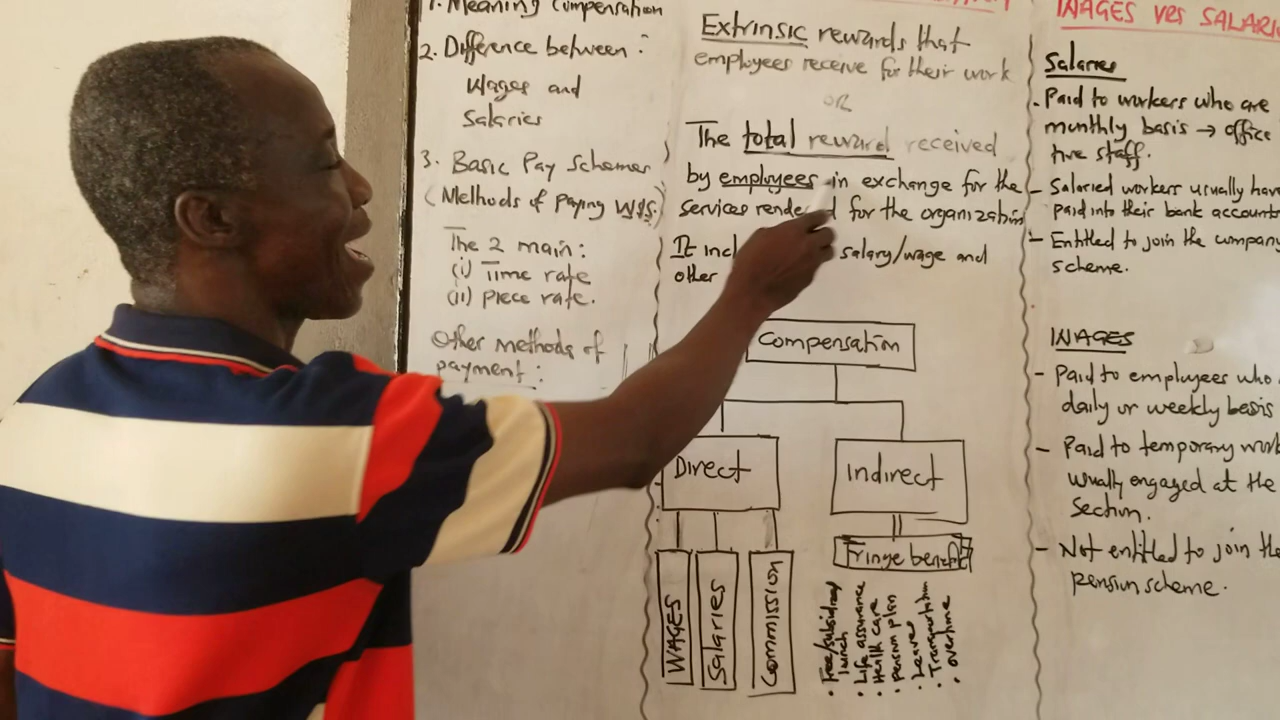 1. Meaning Compensation
2. Difference between :
Wages and
Salaries
3. Basic Pay Schemes
(Methods of Paying W/S)
The 2 main:
(i) Time rate
(ii) piece rate.
Other methods of
payment :
Extrinsic rewards that
employees receive for their work
OR
The total reward received
by employees in exchange for the
services for the organization
It salary/wage and
other
Compensation
Direct
Indirect
WAGES
Salaries
Commission
Fringe benefit
• Free/subsidized
lunch
• Life assurance
• Health care
• pension plan
• Leave
• Transportation
• overtime
WAGES ver
Salaries
- Paid to workers who are
monthly basis → office
tive staff.
- Salaried workers usually have
paid into their bank accounts
- Entitled to join the company
scheme.
WAGES
- Paid to employees who
daily or weekly basis
- Paid to temporary
usually engaged at the
Section.
- Not entitled to join the
pension scheme.